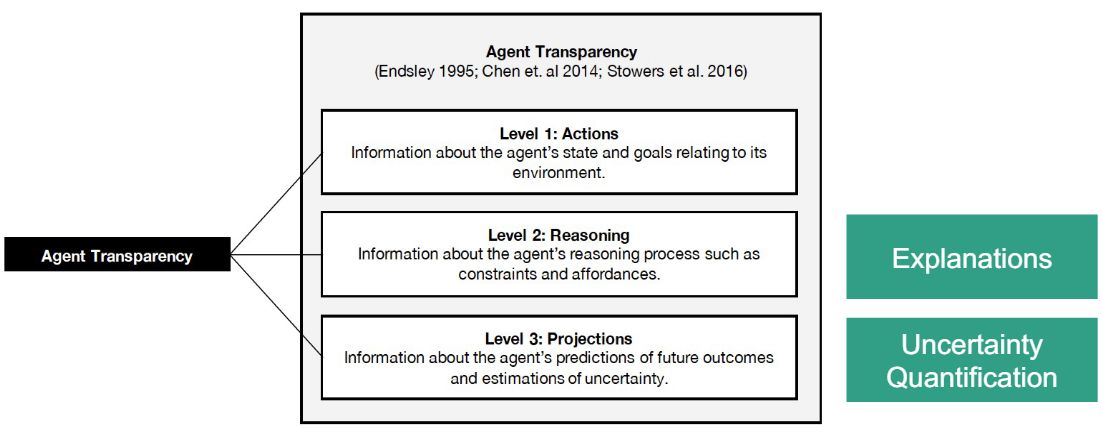 Agent Transparency
(Endsley 1995; Chen et. al 2014; Stowers et al. 2016)
Level 1: Actions
Information about the agent's state and goals relating to its
environment.
Agent Transparency
Level 2: Reasoning
Information about the agent's reasoning process such as
constraints and affordances.
Level 3: Projections
Information about the agent's predictions of future outcomes
and estimations of uncertainty.
Explanations
Uncertainty
Quantification